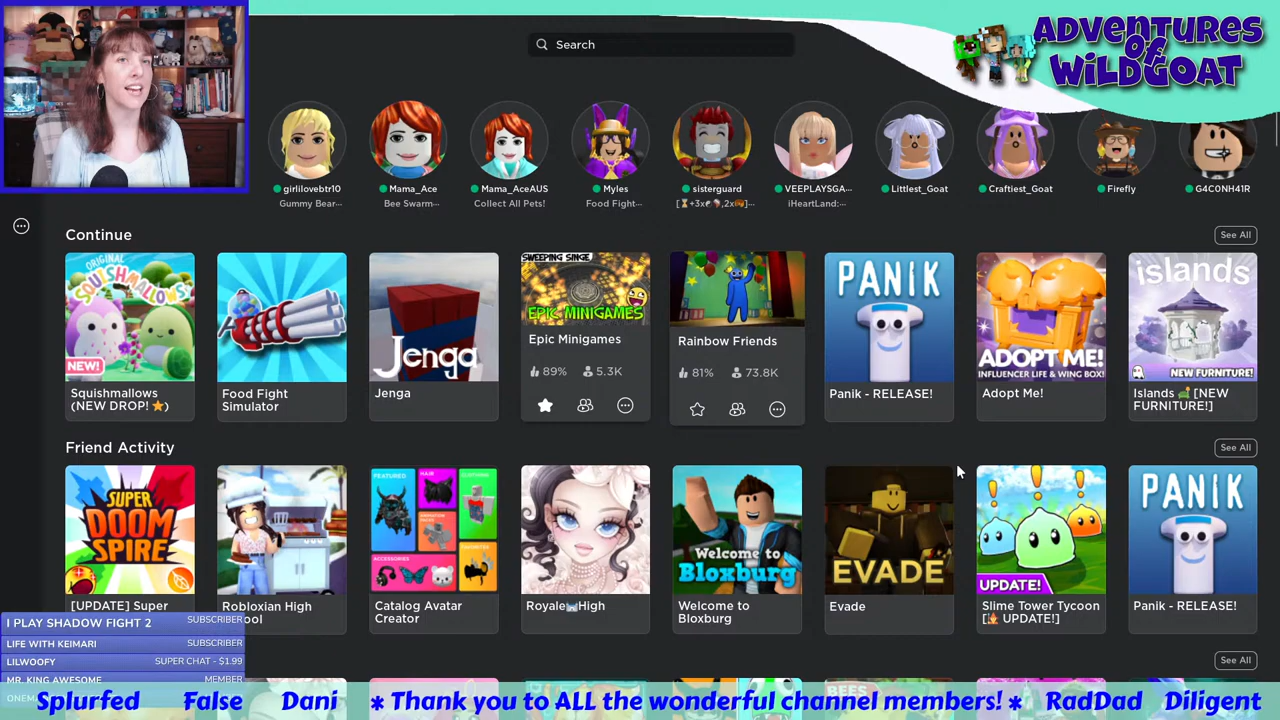 ADVENTURES
OF
WILDGOAT
Search
girlilovebtr10
Mama_Ace
Mama_AceAUS
Myles
sisterguard
VEEPLAYSGA...
Littlest_Goat
Craftiest_Goat
Firefly
G4C0NH41R
Gummy Bear...
Bee Swarm...
Collect All Pets!
Food Fight...
iHeartLand:...
Continue
See All
ORIGINAL
SQUISHMALLOWS
NEW!
Jenga
SWEEPING SINGE
EPIC MINIGAMES
PANIK
ADOPT ME!
INFLUENCER LIFE & WING BOX!
islands
NEW FURNITURE!
Squishmallows
(NEW DROP! ⭐)
Food Fight
Simulator
Jenga
Epic Minigames
89% 5.3K
Rainbow Friends
81% 73.8K
Panik - RELEASE!
Adopt Me!
Islands 🛋 [NEW
FURNITURE!]
Friend Activity
See All
SUPER
DOOM
SPIRE
FEATURED
HAIR
ACCESSORIES
Welcome to
Bloxburg
EVADE
UPDATE!
PANIK
[UPDATE] Super
Robloxian High
ool
Catalog Avatar
Creator
Royale High
Welcome to
Bloxburg
Evade
Slime Tower Tycoon
[🔥 UPDATE!]
Panik - RELEASE!
See All
I PLAY SHADOW FIGHT 2 SUBSCRIBER
LIFE WITH KEIMARI SUBSCRIBER
LILWOOFY SUPER CHAT - $1.99
MR. KING AWESOME MEMBER
Splurfed False Dani * Thank you to ALL the wonderful channel members! * RadDad Diligent